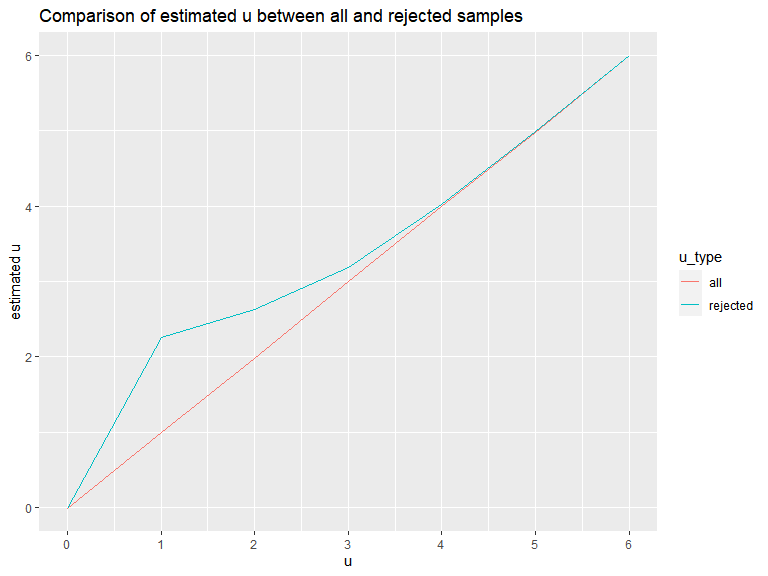 Comparison of estimated u between all and rejected samples
6
4
2
0
estimated u
0 1 2 3 4 5 6
u
u_type
all
rejected